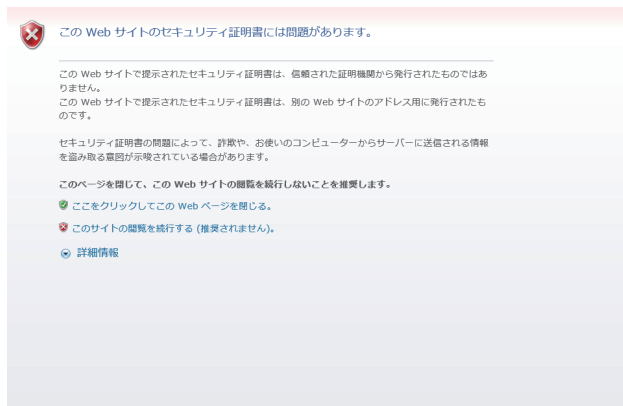 この Web サイトのセキュリティ証明書には問題があります。
この Web サイトで提示されたセキュリティ証明書は、信頼された証明機関から発行されたものではあ
りません。
この Web サイトで提示されたセキュリティ証明書は、別の Web サイトのアドレス用に発行されたも
のです。
セキュリティ証明書の問題によって、詐欺や、お使いのコンピューターからサーバーに送信される情報
を盗み取る意図が示唆されている場合があります。
このページを閉じて、この Web サイトの閲覧を続行しないことを推奨します。
ここをクリックしてこの Web ページを閉じる。
このサイトの閲覧を続行する (推奨されません)。
詳細情報